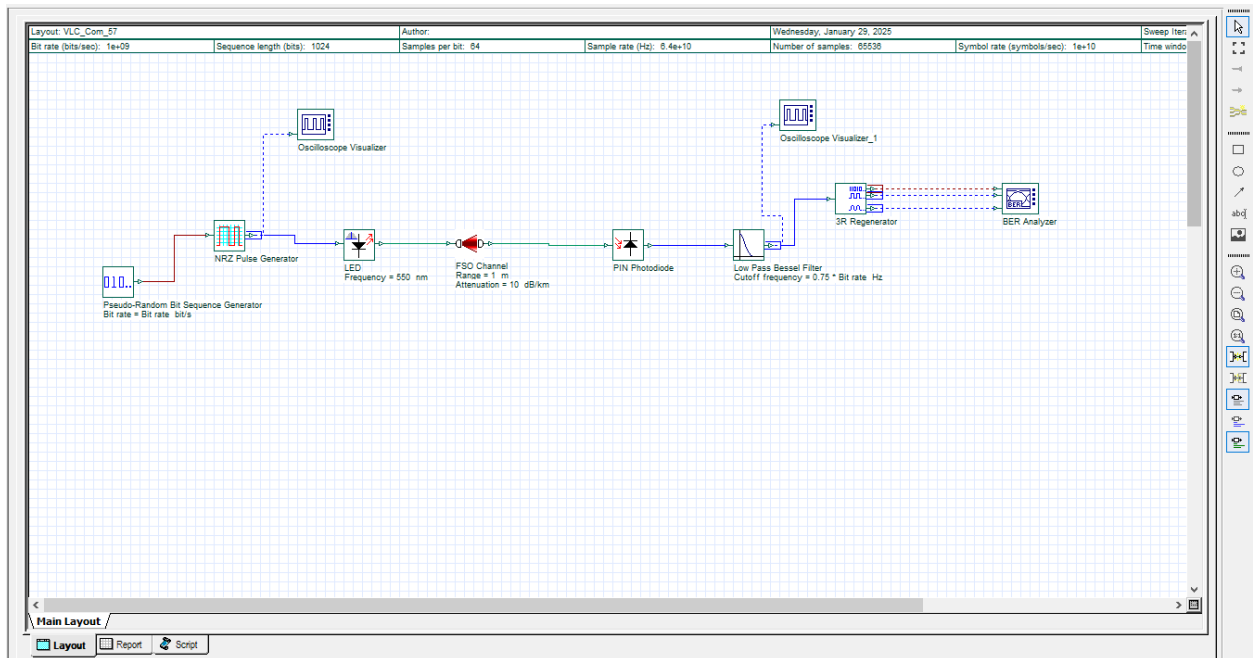 Layout: VLC_Com_57
Author:
Wednesday, January 29, 2025
Sweep Iter
Bit rate (bits/sec): 1e+09
Sequence length (bits): 1024
Samples per bit: 64
Sample rate (Hz): 6.4e+10
Number of samples: 65536
Symbol rate (symbols/sec): 1e+10
Time windo
Oscilloscope Visualizer
Oscilloscope Visualizer_1
3R Regenerator
BER
BER Analyzer
NRZ Pulse Generator
LED
Frequency = 550 nm
FSO Channel
Range = 1 m
Attenuation = 10 dB/km
PIN Photodiode
Low Pass Bessel Filter
Cutoff frequency = 0.75 * Bit rate Hz
010..
Pseudo-Random Bit Sequence Generator
Bit rate = Bit rate bit/s
Main Layout
Layout
Report
Script